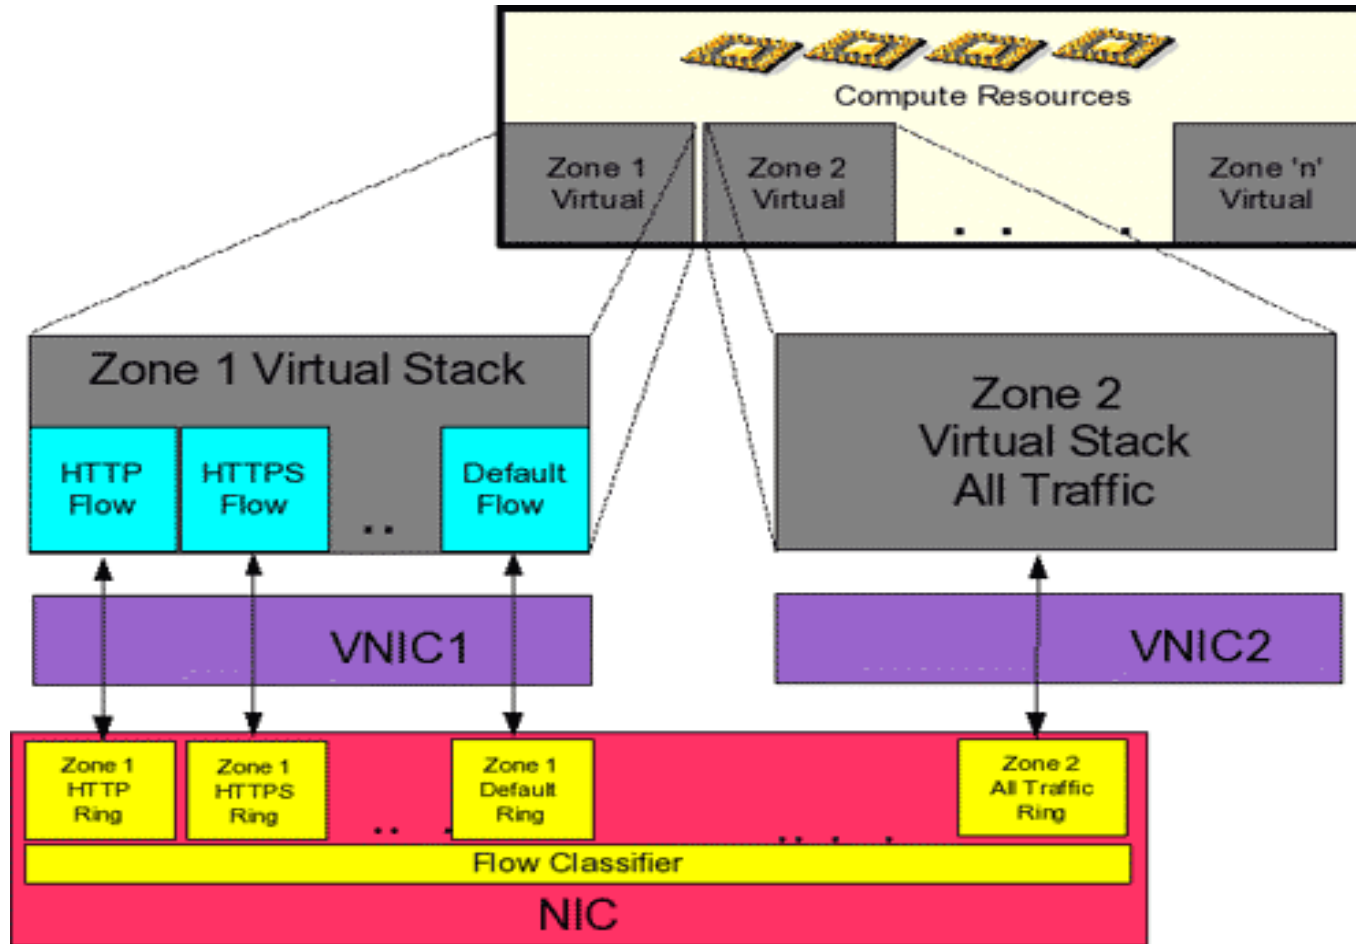 Compute Resources
Zone 1
Virtual
Zone 2
Virtual
Zone 'n'
Virtual
. . .
Zone 1 Virtual Stack
HTTP
Flow
HTTPS
Flow
..
Default
Flow
Zone 2
Virtual Stack
All Traffic
VNIC1
VNIC2
Zone 1
HTTP
Ring
Zone 1
HTTPS
Ring
.. .
Zone 1
Default
Ring
.. . .
Zone 2
All Traffic
Ring
Flow Classifier
NIC